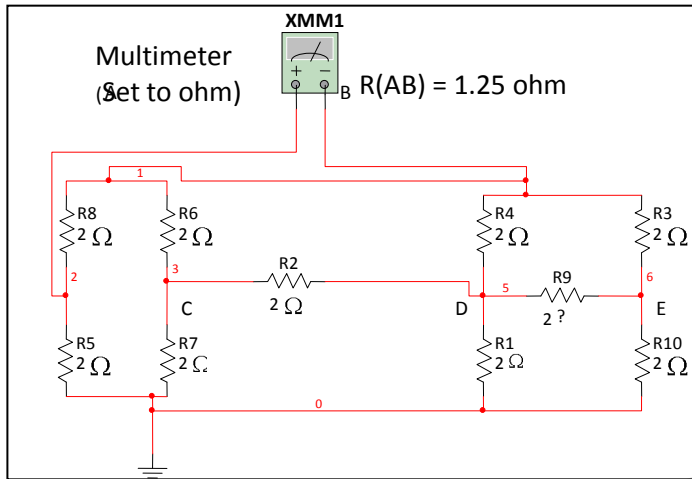 XMM1
Multimeter
(A
Set to ohm)
+ −
B
R(AB) = 1.25 ohm
1
R8
2 Ω
R6
2 Ω
R4
2 Ω
R3
2 Ω
2
3
R2
2 Ω
5
R9
2 ?
6
C
D
E
R5
2 Ω
R7
2 Ω
R1
2 Ω
R10
2 Ω
0